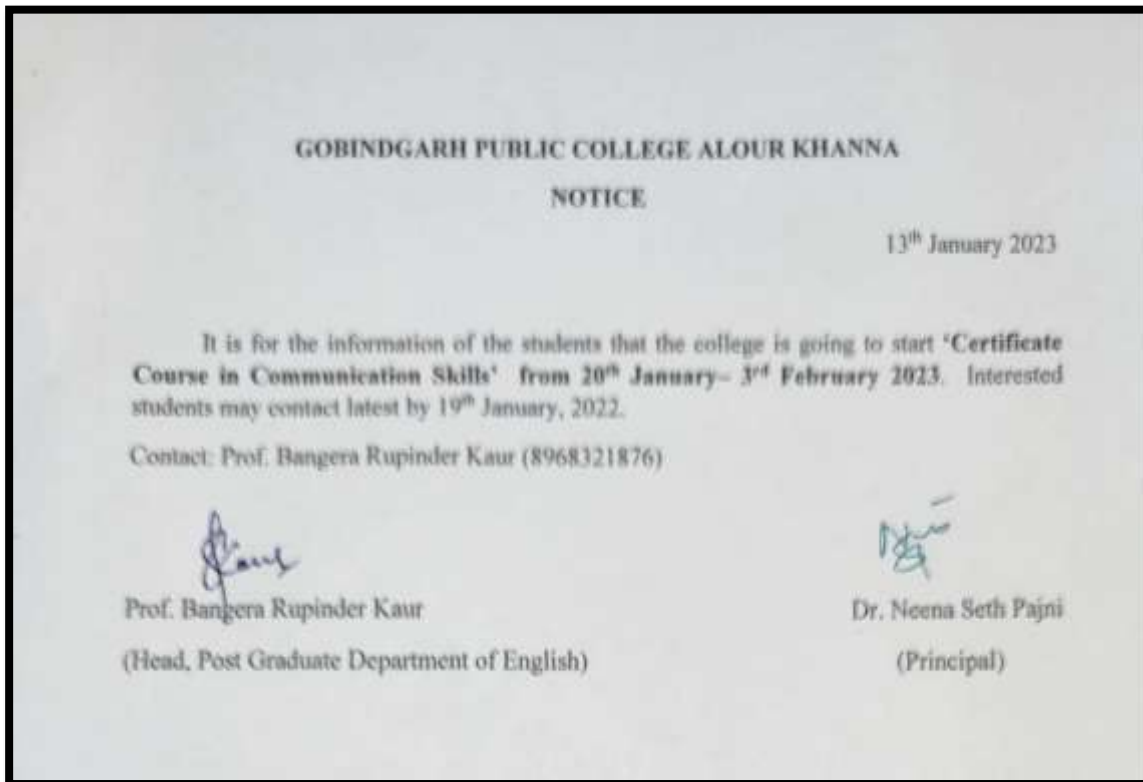 GOBINDGARH PUBLIC COLLEGE ALOUR KHANNA
NOTICE
13th January 2023
It is for the information of the students that the college is going to start 'Certificate
Course in Communication Skills' from 20th January– 3rd February 2023. Interested
students may contact latest by 19th January, 2022.
Contact: Prof. Bangera Rupinder Kaur (8968321876)
Prof. Bangera Rupinder Kaur
Dr. Neena Seth Pajni
(Head, Post Graduate Department of English)
(Principal)